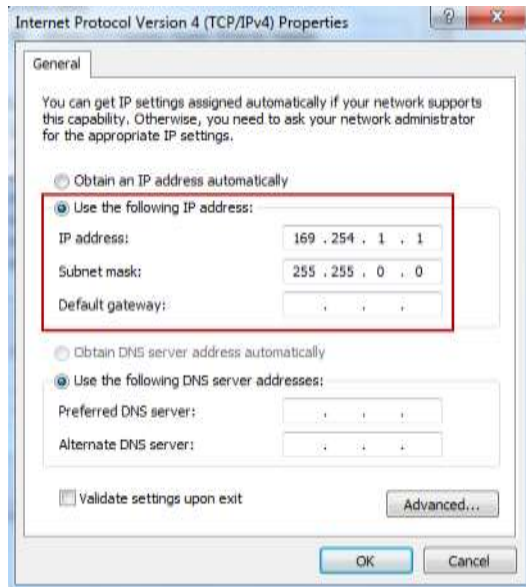 Internet Protocol Version 4 (TCP/IPv4) Properties
General
You can get IP settings assigned automatically if your network supports
this capability. Otherwise, you need to ask your network administrator
for the appropriate IP settings.
Obtain an IP address automatically
Use the following IP address:
IP address: 169 . 254 . 1 . 1
Subnet mask: 255 . 255 . 0 . 0
Default gateway: . . .
Obtain DNS server address automatically
Use the following DNS server addresses:
Preferred DNS server: . . .
Alternate DNS server: . . .
Validate settings upon exit
Advanced...
OK Cancel